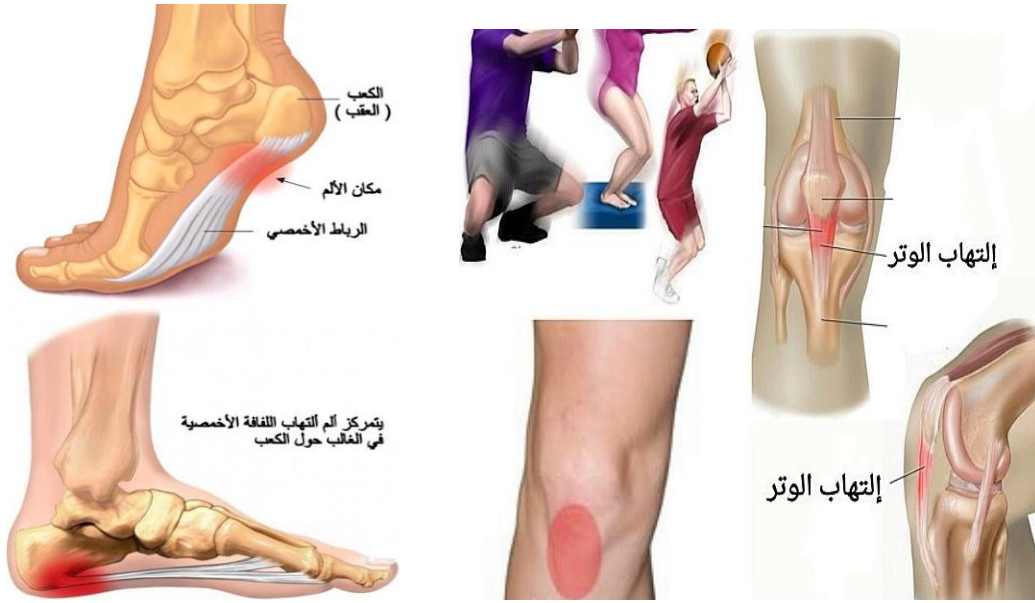 الكعب
( العقب )
مكان الألم
الرباط الأخمصي
يتمركز ألم ألتهاب اللفافة الأخمصية
في الغالب حول الكعب
إلتهاب الوتر
إلتهاب الوتر